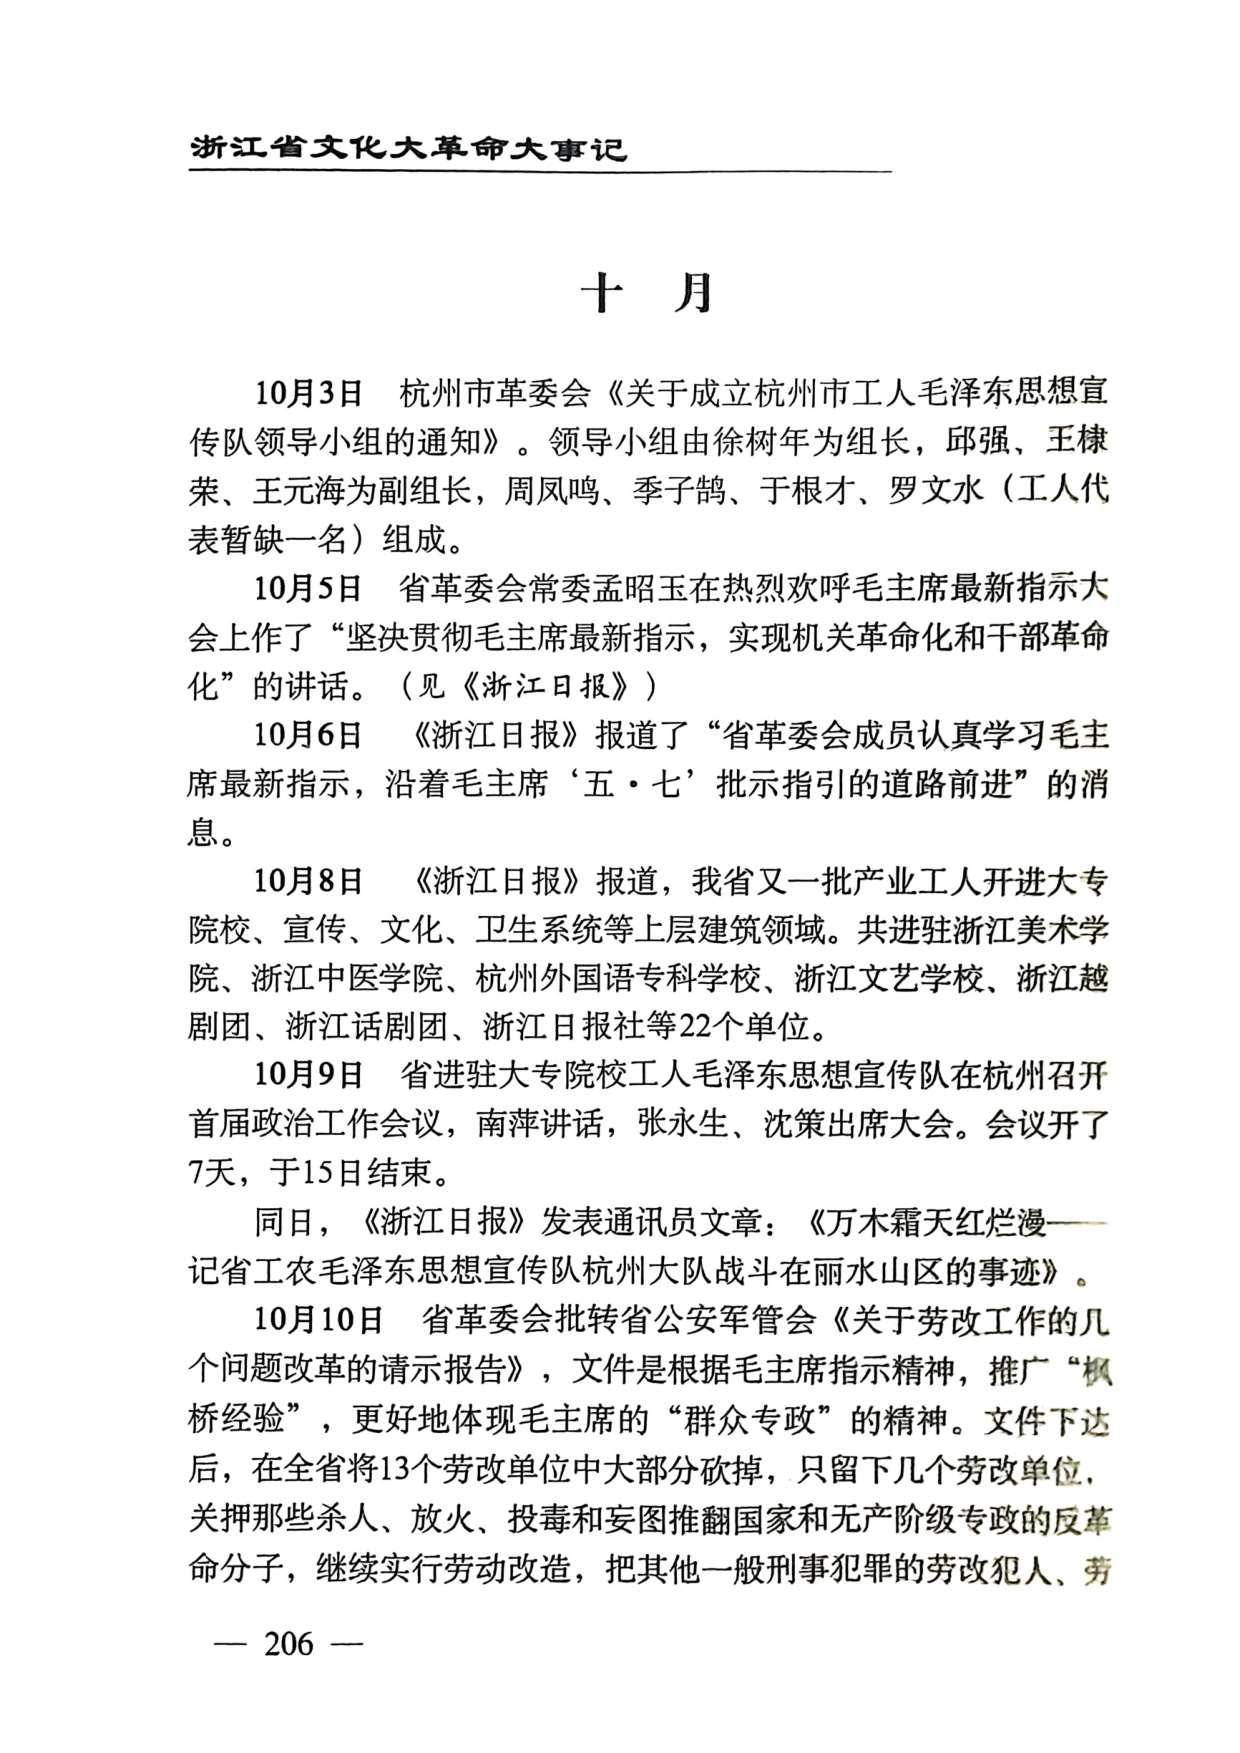 浙江省文化大革命大事记
十 月
10月3日 杭州市革委会《关于成立杭州市工人毛泽东思想宣
传队领导小组的通知》。领导小组由徐树年为组长，邱强、王棣
荣、王元海为副组长，周凤鸣、季子鹄、于根才、罗文水（工人代
表暂缺一名）组成。
10月5日 省革委会常委孟昭玉在热烈欢呼毛主席最新指示大
会上作了“坚决贯彻毛主席最新指示，实现机关革命化和干部革命
化”的讲话。（见《浙江日报》）
10月6日 《浙江日报》报道了“省革委会成员认真学习毛主
席最新指示，沿着毛主席‘五·七’批示指引的道路前进”的消
息。
10月8日 《浙江日报》报道，我省又一批产业工人开进大专
院校、宣传、文化、卫生系统等上层建筑领域。共进驻浙江美术学
院、浙江中医学院、杭州外国语专科学校、浙江文艺学校、浙江越
剧团、浙江话剧团、浙江日报社等22个单位。
10月9日 省进驻大专院校工人毛泽东思想宣传队在杭州召开
首届政治工作会议，南萍讲话，张永生、沈策出席大会。会议开了
7天，于15日结束。
同日，《浙江日报》发表通讯员文章：《万木霜天红烂漫——
记省工农毛泽东思想宣传队杭州大队战斗在丽水山区的事迹》。
10月10日 省革委会批转省公安军管会《关于劳改工作的几
个问题改革的请示报告》，文件是根据毛主席指示精神，推广“枫
桥经验”，更好地体现毛主席的“群众专政”的精神。文件下达
后，在全省将13个劳改单位中大部分砍掉，只留下几个劳改单位，
关押那些杀人、放火、投毒和妄图推翻国家和无产阶级专政的反革
命分子，继续实行劳动改造，把其他一般刑事犯罪的劳改犯人、劳
— 206 —